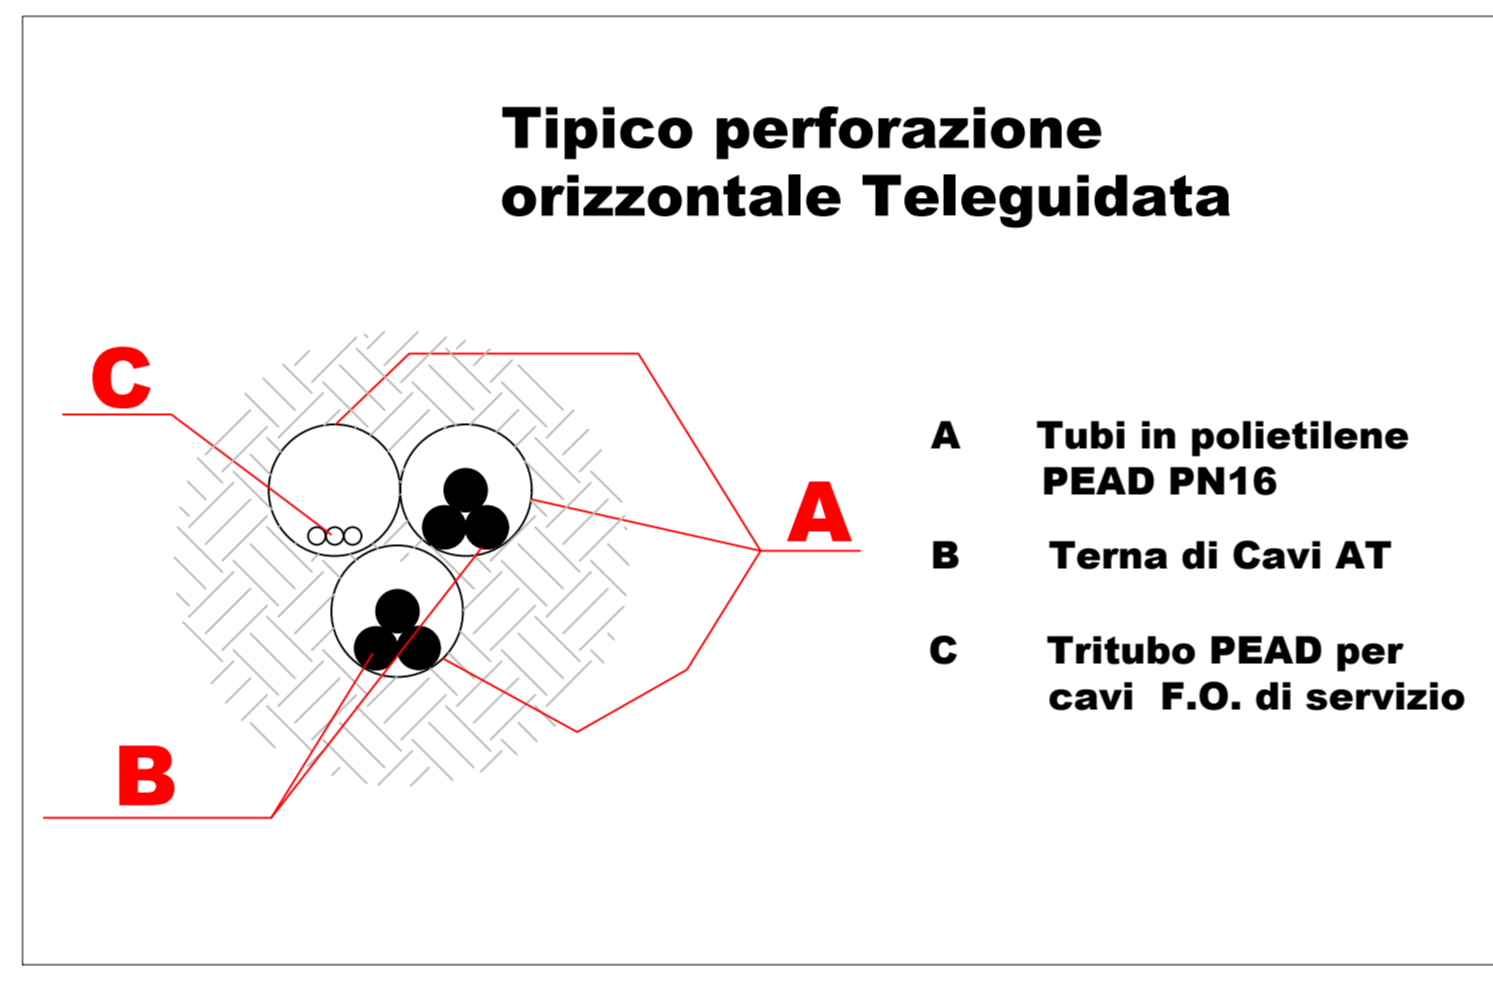 Tipico perforazione
orizzontale Teleguidata
C
A
B
A Tubi in polietilene
PEAD PN16
B Terna di Cavi AT
C Tritubo PEAD per
cavi F.O. di servizio